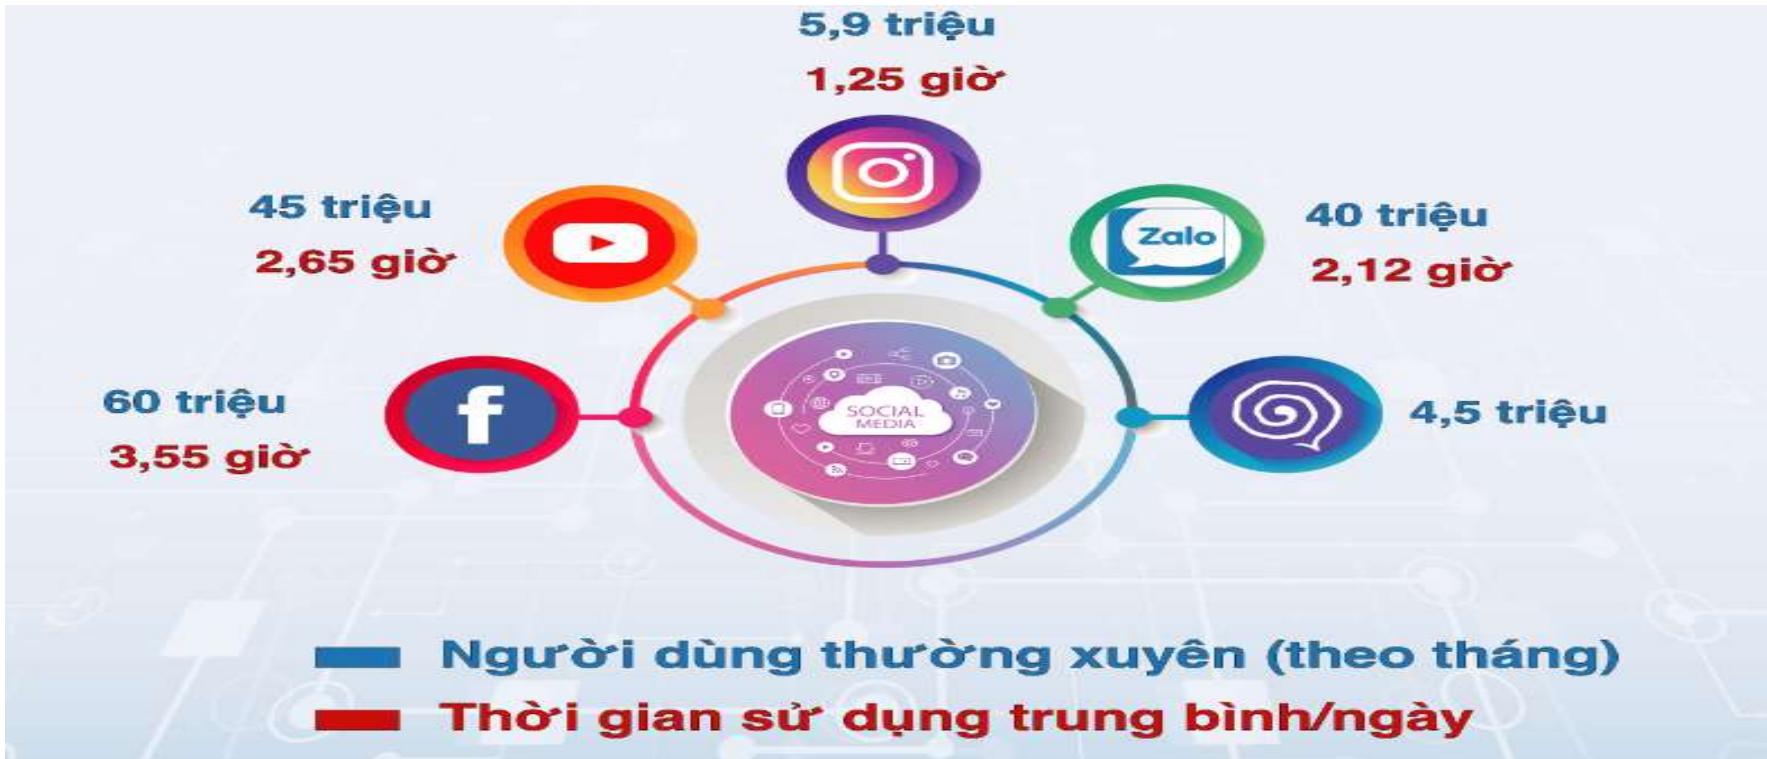 5,9 triệu
1,25 giờ
45 triệu
2,65 giờ
Zalo
40 triệu
2,12 giờ
60 triệu
3,55 giờ
f
SOCIAL
MEDIA
4,5 triệu
Người dùng thường xuyên (theo tháng)
Thời gian sử dụng trung bình/ngày